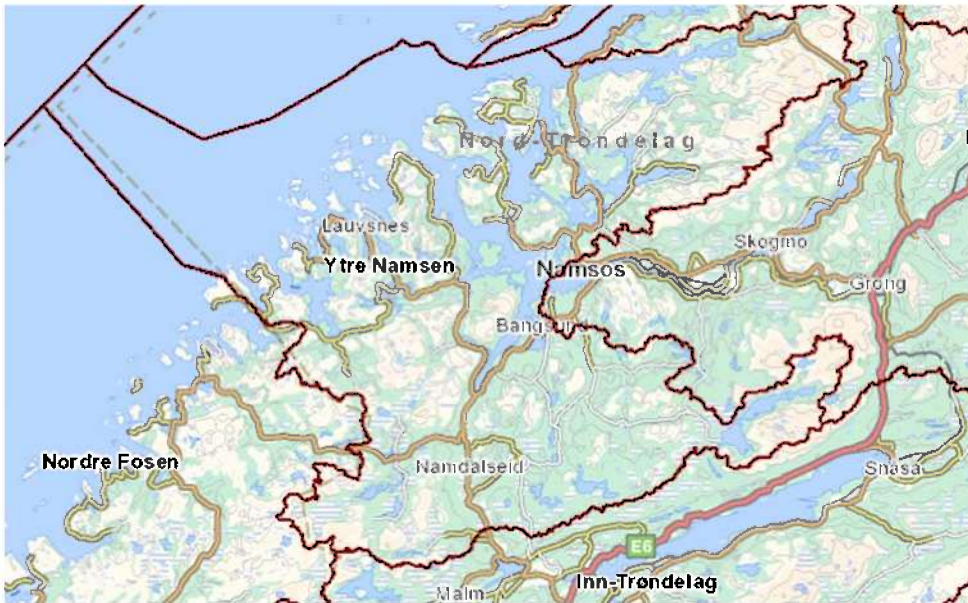 Nord-Trøndelag
Lauvsnes
Skogmo
Ytre Namsen
Namsos
Grong
Bangsund
Nordre Fosen
Namdalseid
Snåsa
E6
Inn-Trøndelag
Malm